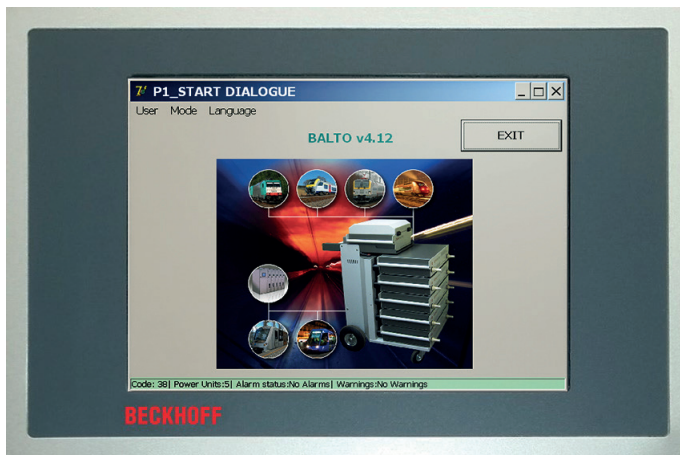 P1_START DIALOGUE
User Mode Language
BALTO v4.12
EXIT
Code: 38| Power Units:5| Alarm status:No Alarms| Warnings:No Warnings
BECKHOFF